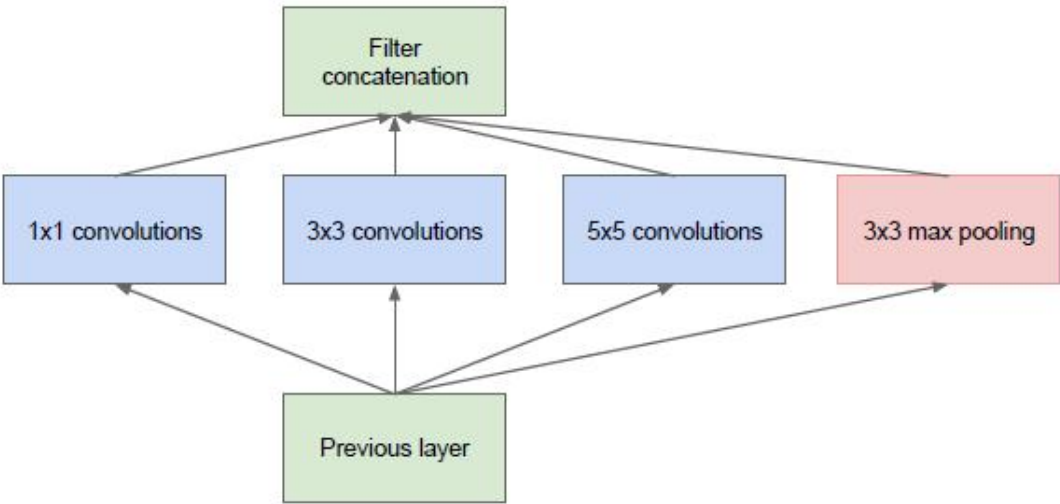 Filter
concatenation
1x1 convolutions
3x3 convolutions
5x5 convolutions
3x3 max pooling
Previous layer